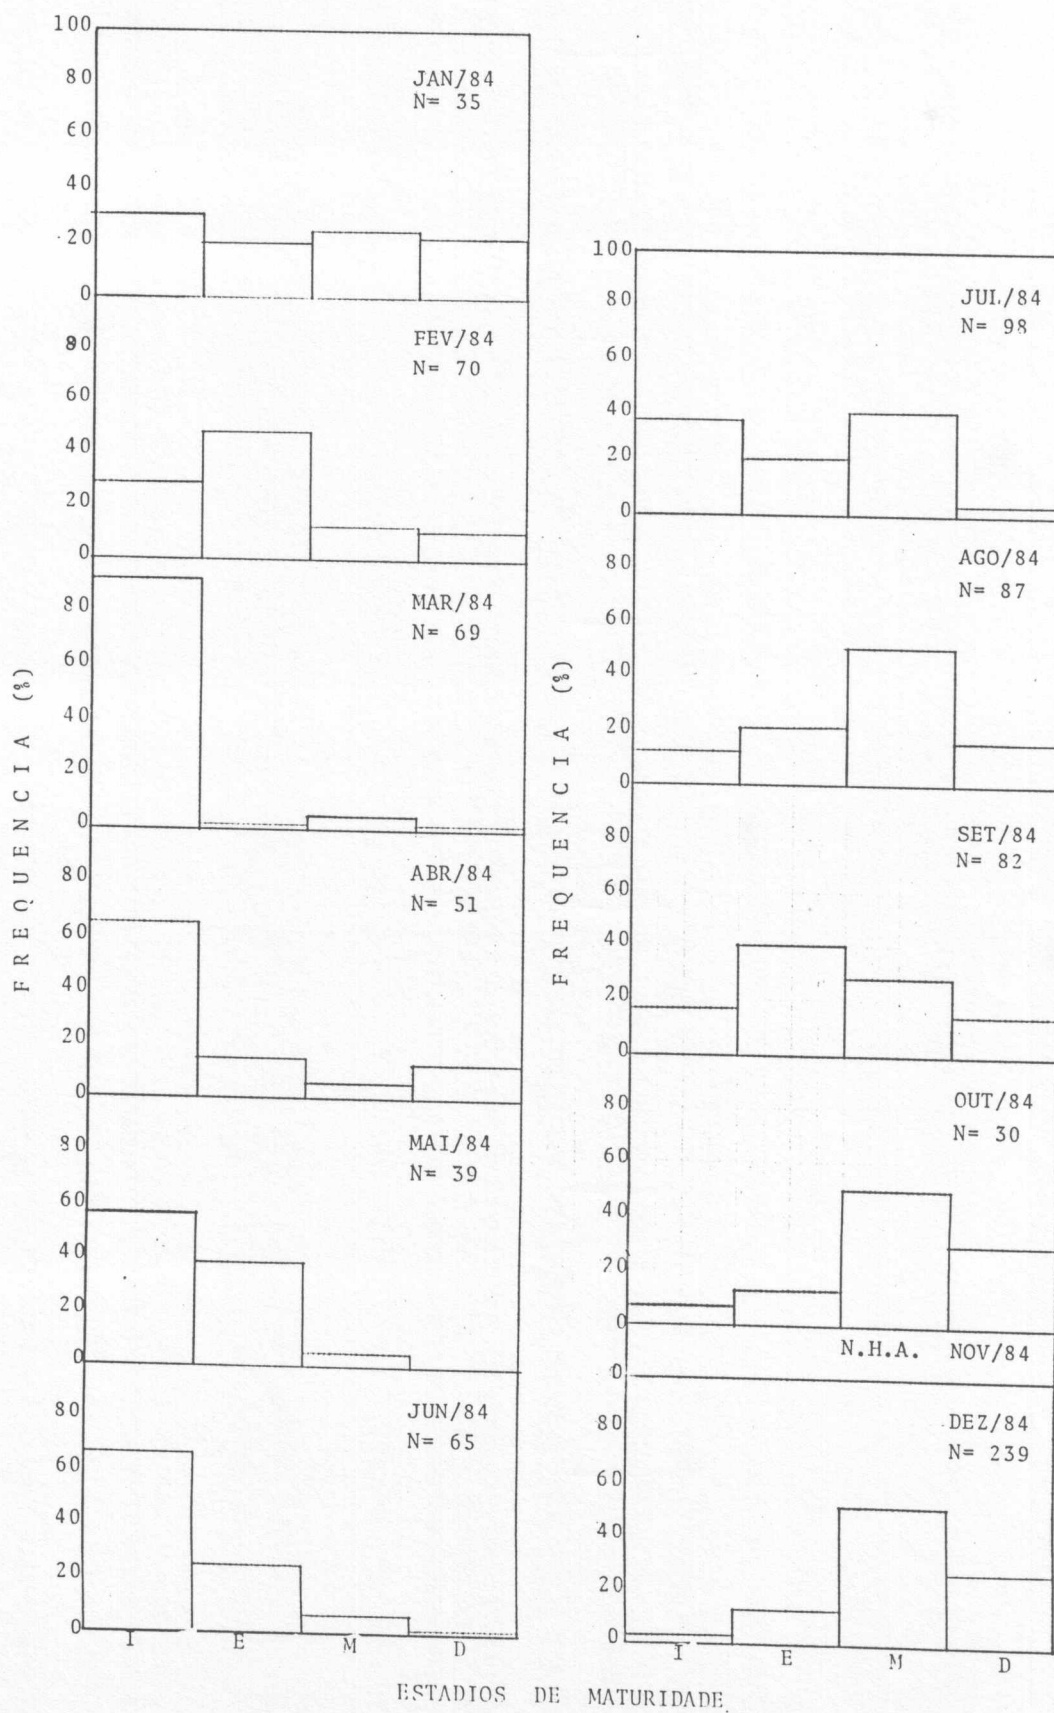 100
80
60
40
20
0
JAN/84
N= 35
80
60
40
20
0
FEV/84
N= 70
80
60
40
20
0
MAR/84
N= 69
80
60
40
20
0
ABR/84
N= 51
80
60
40
20
0
MAI/84
N= 39
80
60
40
20
0
JUN/84
N= 65
FREQUENCIA (%)
I E M D
100
80
60
40
20
0
JUL/84
N= 98
80
60
40
20
0
AGO/84
N= 87
80
60
40
20
0
SET/84
N= 82
80
60
40
20
0
OUT/84
N= 30
N.H.A. NOV/84
0
80
60
40
20
0
DEZ/84
N= 239
FREQUENCIA (%)
I E M D
ESTADIOS DE MATURIDADE